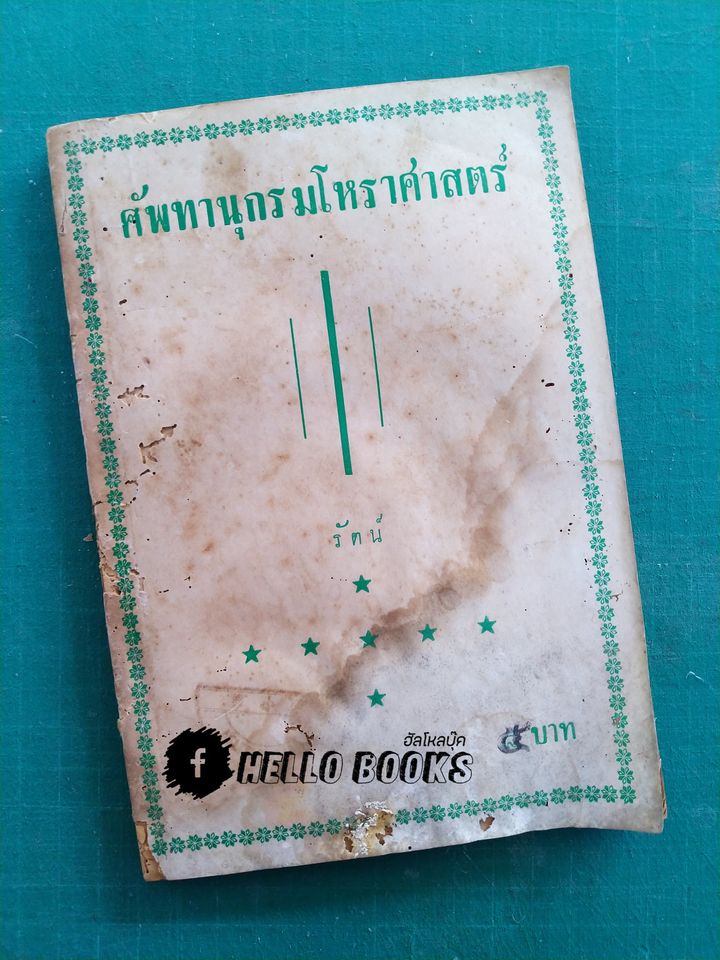 ศัพทานุกรมโหราศาสตร์
รัตน์
ฮัลโหลบุ๊ค
f HELLO BOOKS
บาท